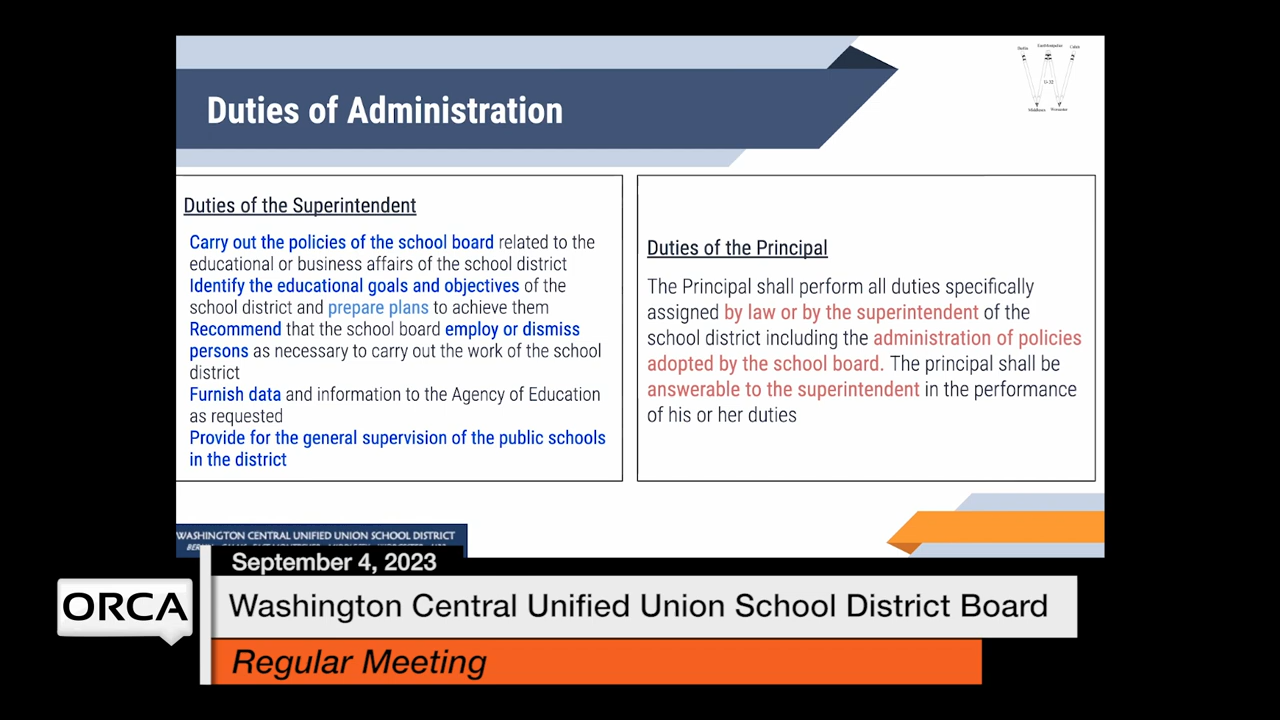 Duties of Administration
Berlin East Montpelier Calais
U-32
Middlesex Worcester
Duties of the Superintendent
Carry out the policies of the school board related to the
educational or business affairs of the school district
Identify the educational goals and objectives of the
school district and prepare plans to achieve them
Recommend that the school board employ or dismiss
persons as necessary to carry out the work of the school
district
Furnish data and information to the Agency of Education
as requested
Provide for the general supervision of the public schools
in the district
Duties of the Principal
The Principal shall perform all duties specifically
assigned by law or by the superintendent of the
school district including the administration of policies
adopted by the school board. The principal shall be
answerable to the superintendent in the performance
of his or her duties
WASHINGTON CENTRAL UNIFIED UNION SCHOOL DISTRICT
September 4, 2023
ORCA
Washington Central Unified Union School District Board
Regular Meeting